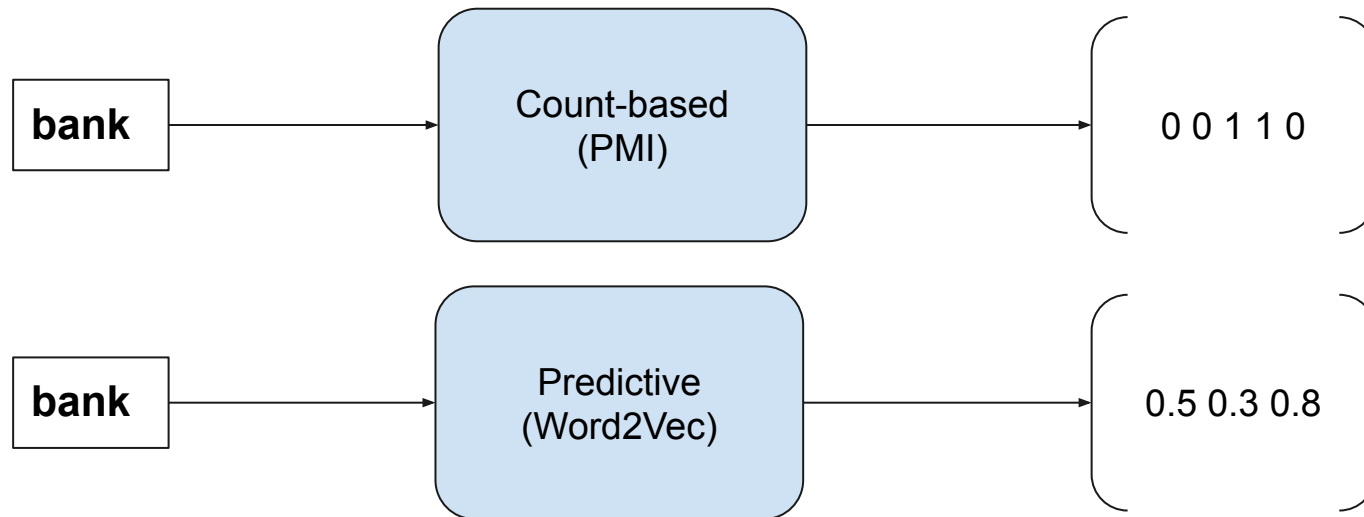 bank
Count-based
(PMI)
0 0 1 1 0
bank
Predictive
(Word2Vec)
0.5 0.3 0.8